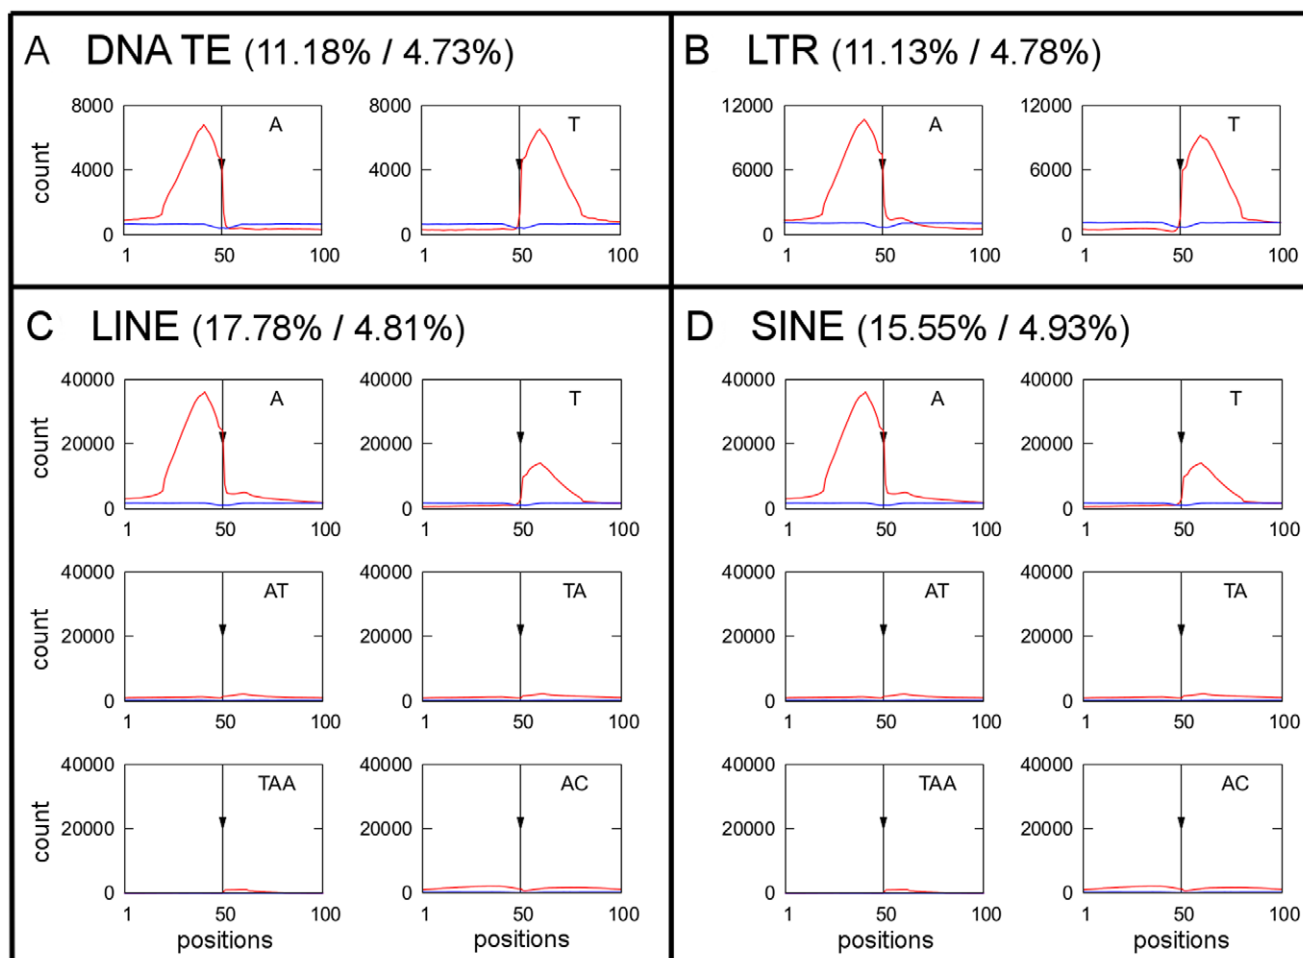 A DNA TE (11.18% / 4.73%)
8000
4000
0
count
A
1 50 100
8000
4000
0
T
1 50 100
B LTR (11.13% / 4.78%)
12000
6000
0
A
1 50 100
12000
6000
0
T
1 50 100
C LINE (17.78% / 4.81%)
40000
20000
0
count
A
1 50 100
40000
20000
0
T
1 50 100
40000
20000
0
count
AT
1 50 100
40000
20000
0
TA
1 50 100
40000
20000
0
count
TAA
1 50 100
positions
40000
20000
0
AC
1 50 100
positions
D SINE (15.55% / 4.93%)
40000
20000
0
A
1 50 100
40000
20000
0
T
1 50 100
40000
20000
0
AT
1 50 100
40000
20000
0
TA
1 50 100
40000
20000
0
TAA
1 50 100
positions
40000
20000
0
AC
1 50 100
positions